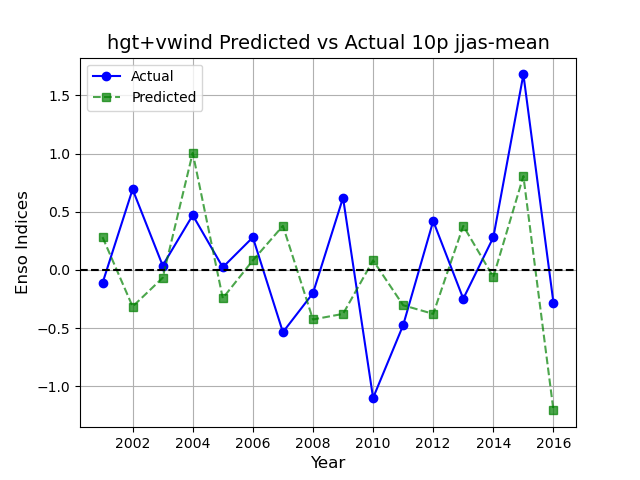 hgt+vwind Predicted vs Actual 10p jjas-mean
Actual
Predicted
Enso Indices
1.5
1.0
0.5
0.0
−0.5
−1.0
2002 2004 2006 2008 2010 2012 2014 2016
Year